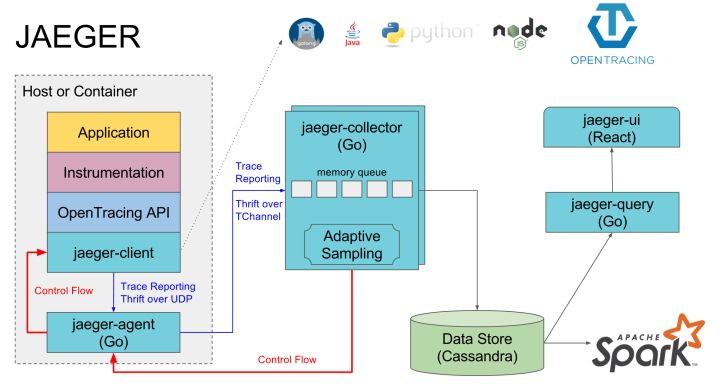 JAEGER
golang
Java
python
node
JS
OPENTRACING
Host or Container
Application
Instrumentation
OpenTracing API
jaeger-client
Control Flow
Trace Reporting
Thrift over UDP
jaeger-agent
(Go)
Trace
Reporting
Thrift over
TChannel
jaeger-collector
(Go)
memory queue
Adaptive
Sampling
Control Flow
Data Store
(Cassandra)
jaeger-ui
(React)
jaeger-query
(Go)
APACHE
Spark